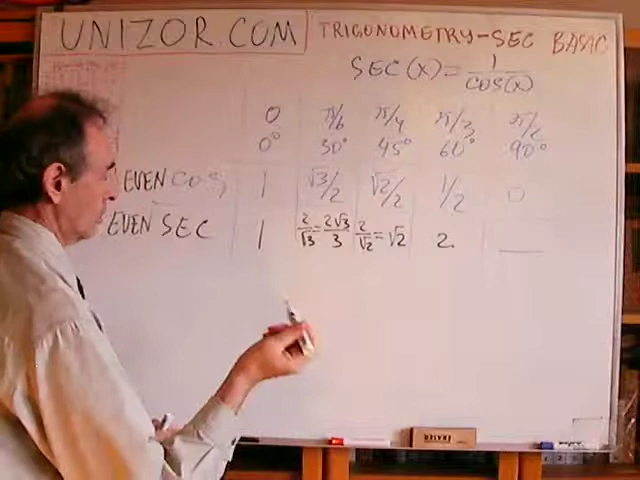 UNIZOR.COM
TRIGONOMETRY-SEC BASIC
SEC(X)=1/COS(X)
0 π/6 π/4 π/3 π/2
0° 30° 45° 60° 90°
EVEN COS 1 √3/2 √2/2 1/2 0
EVEN SEC 1 2/√3=2√3/3 2/√2=√2 2 —
ERASER